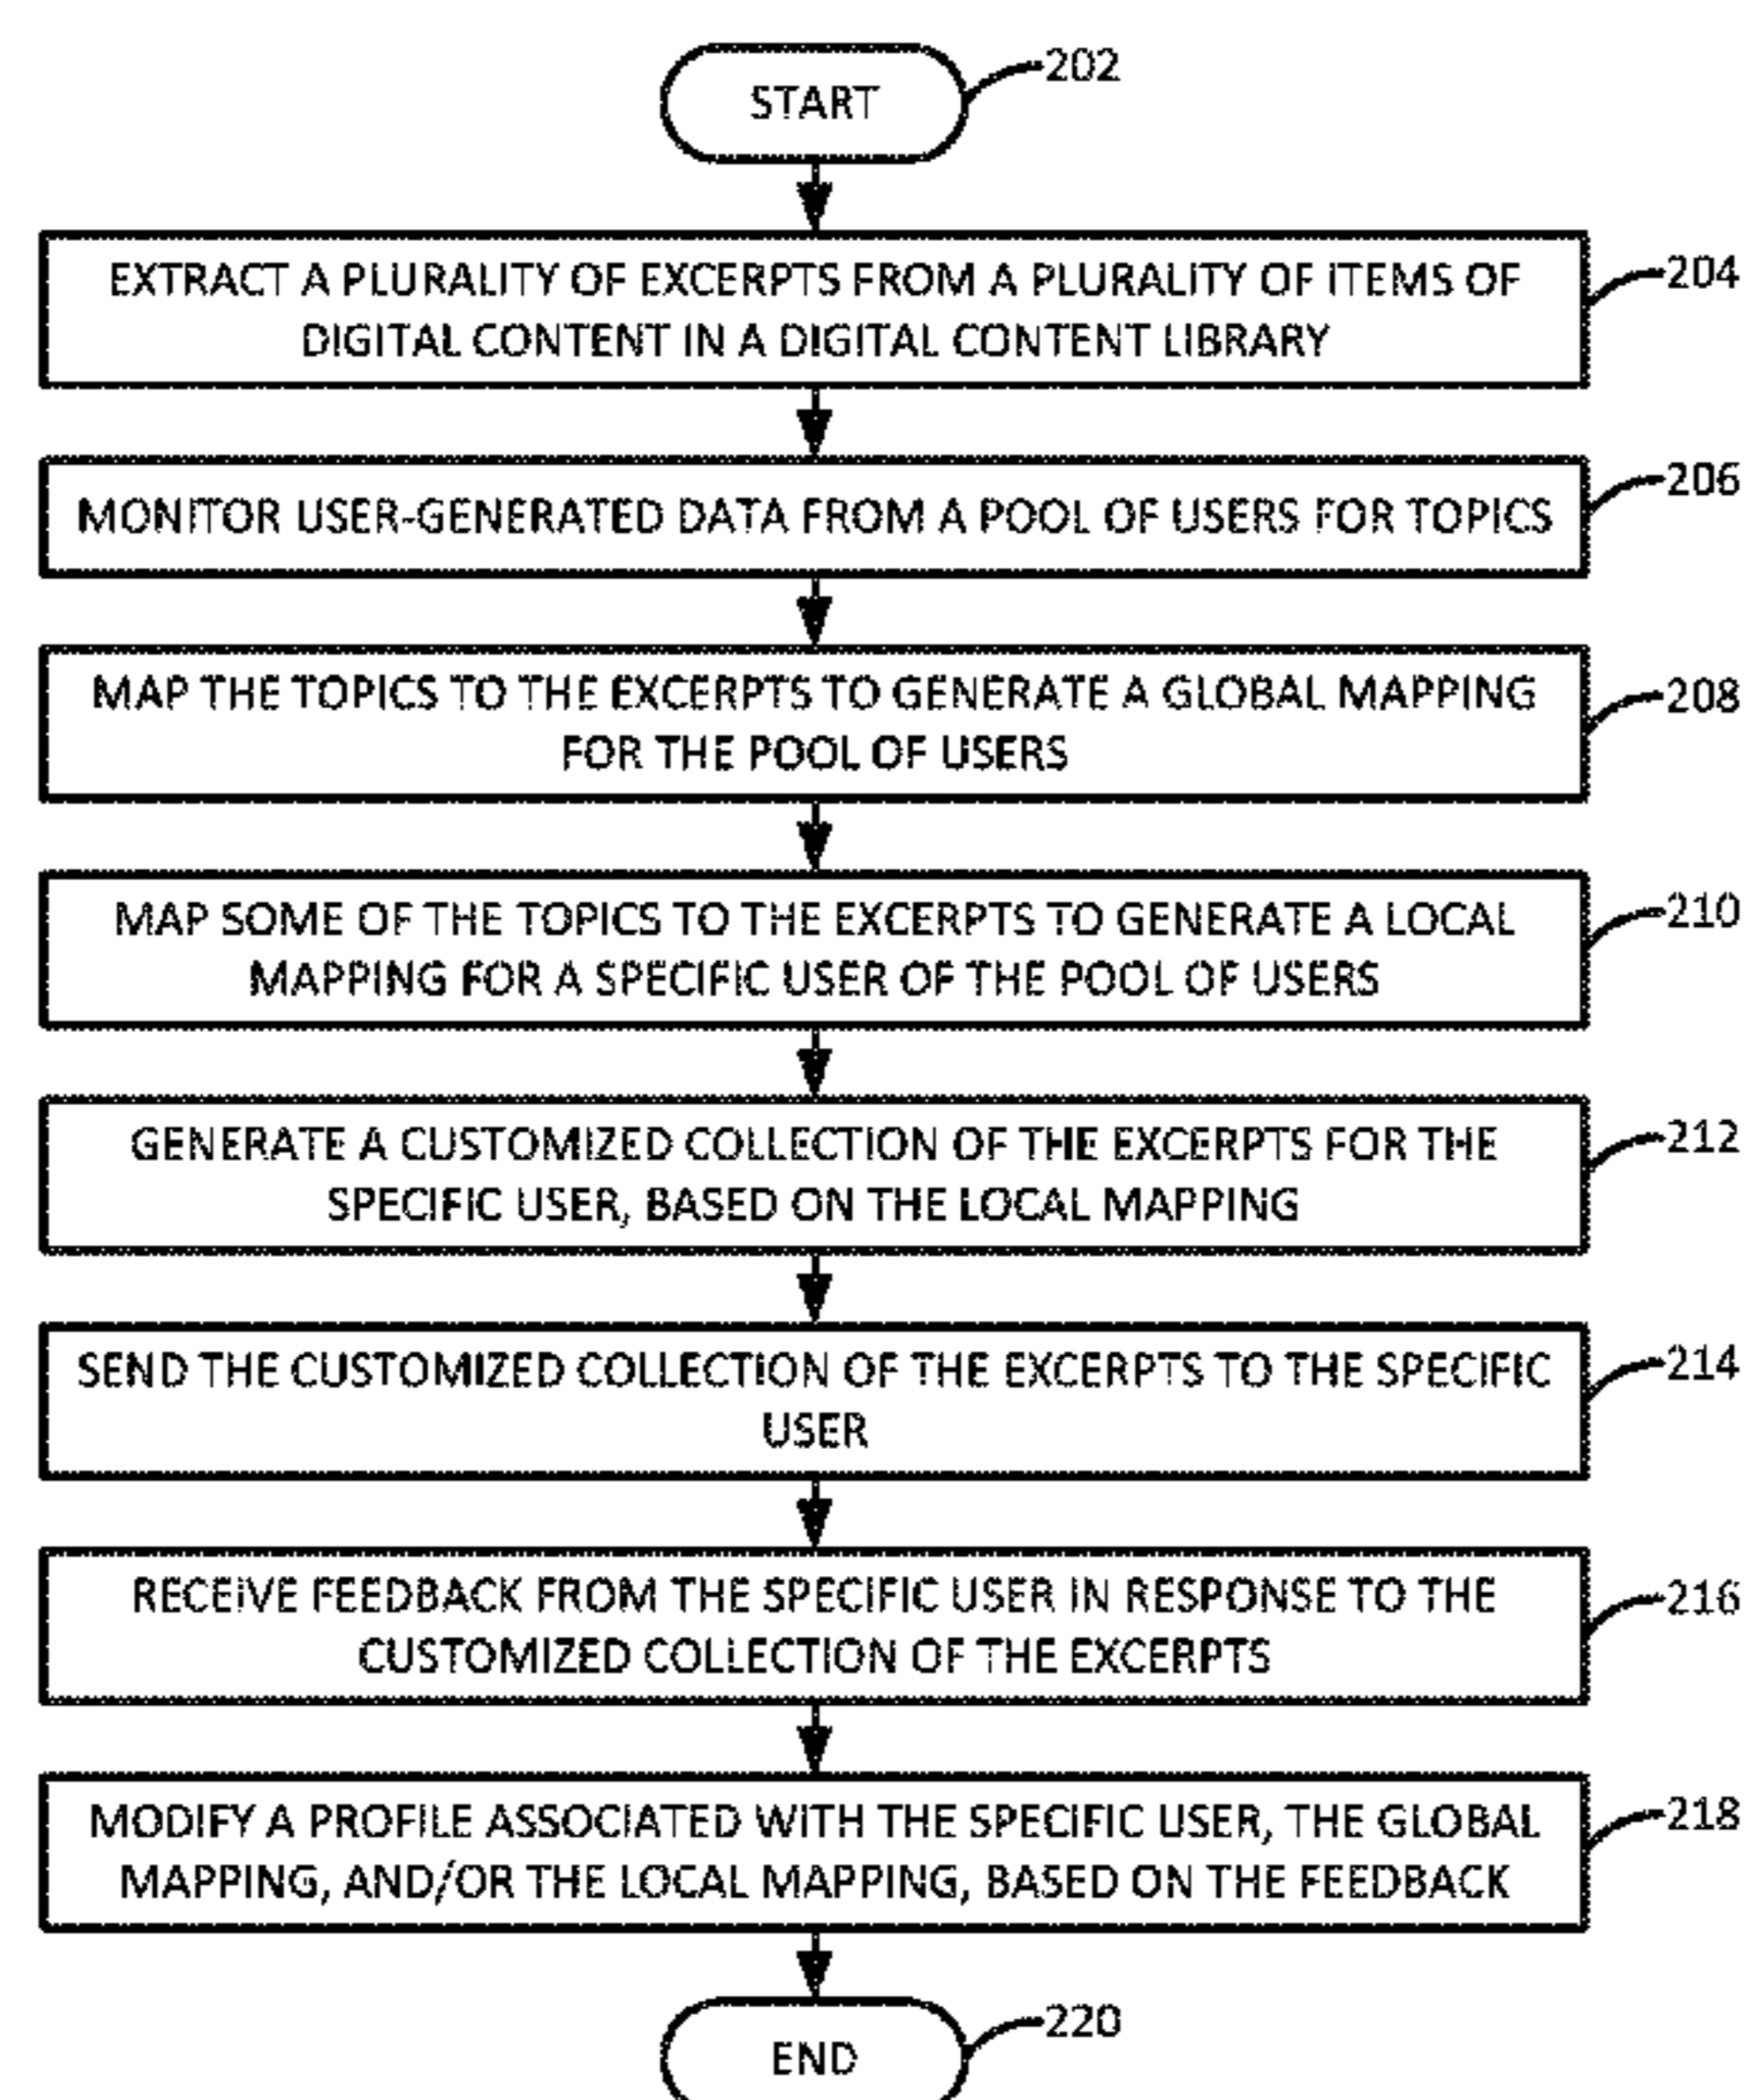 START
202
EXTRACT A PLURALITY OF EXCERPTS FROM A PLURALITY OF ITEMS OF
DIGITAL CONTENT IN A DIGITAL CONTENT LIBRARY
204
MONITOR USER-GENERATED DATA FROM A POOL OF USERS FOR TOPICS
206
MAP THE TOPICS TO THE EXCERPTS TO GENERATE A GLOBAL MAPPING
FOR THE POOL OF USERS
208
MAP SOME OF THE TOPICS TO THE EXCERPTS TO GENERATE A LOCAL
MAPPING FOR A SPECIFIC USER OF THE POOL OF USERS
210
GENERATE A CUSTOMIZED COLLECTION OF THE EXCERPTS FOR THE
SPECIFIC USER, BASED ON THE LOCAL MAPPING
212
SEND THE CUSTOMIZED COLLECTION OF THE EXCERPTS TO THE SPECIFIC
USER
214
RECEIVE FEEDBACK FROM THE SPECIFIC USER IN RESPONSE TO THE
CUSTOMIZED COLLECTION OF THE EXCERPTS
216
MODIFY A PROFILE ASSOCIATED WITH THE SPECIFIC USER, THE GLOBAL
MAPPING, AND/OR THE LOCAL MAPPING, BASED ON THE FEEDBACK
218
END
220